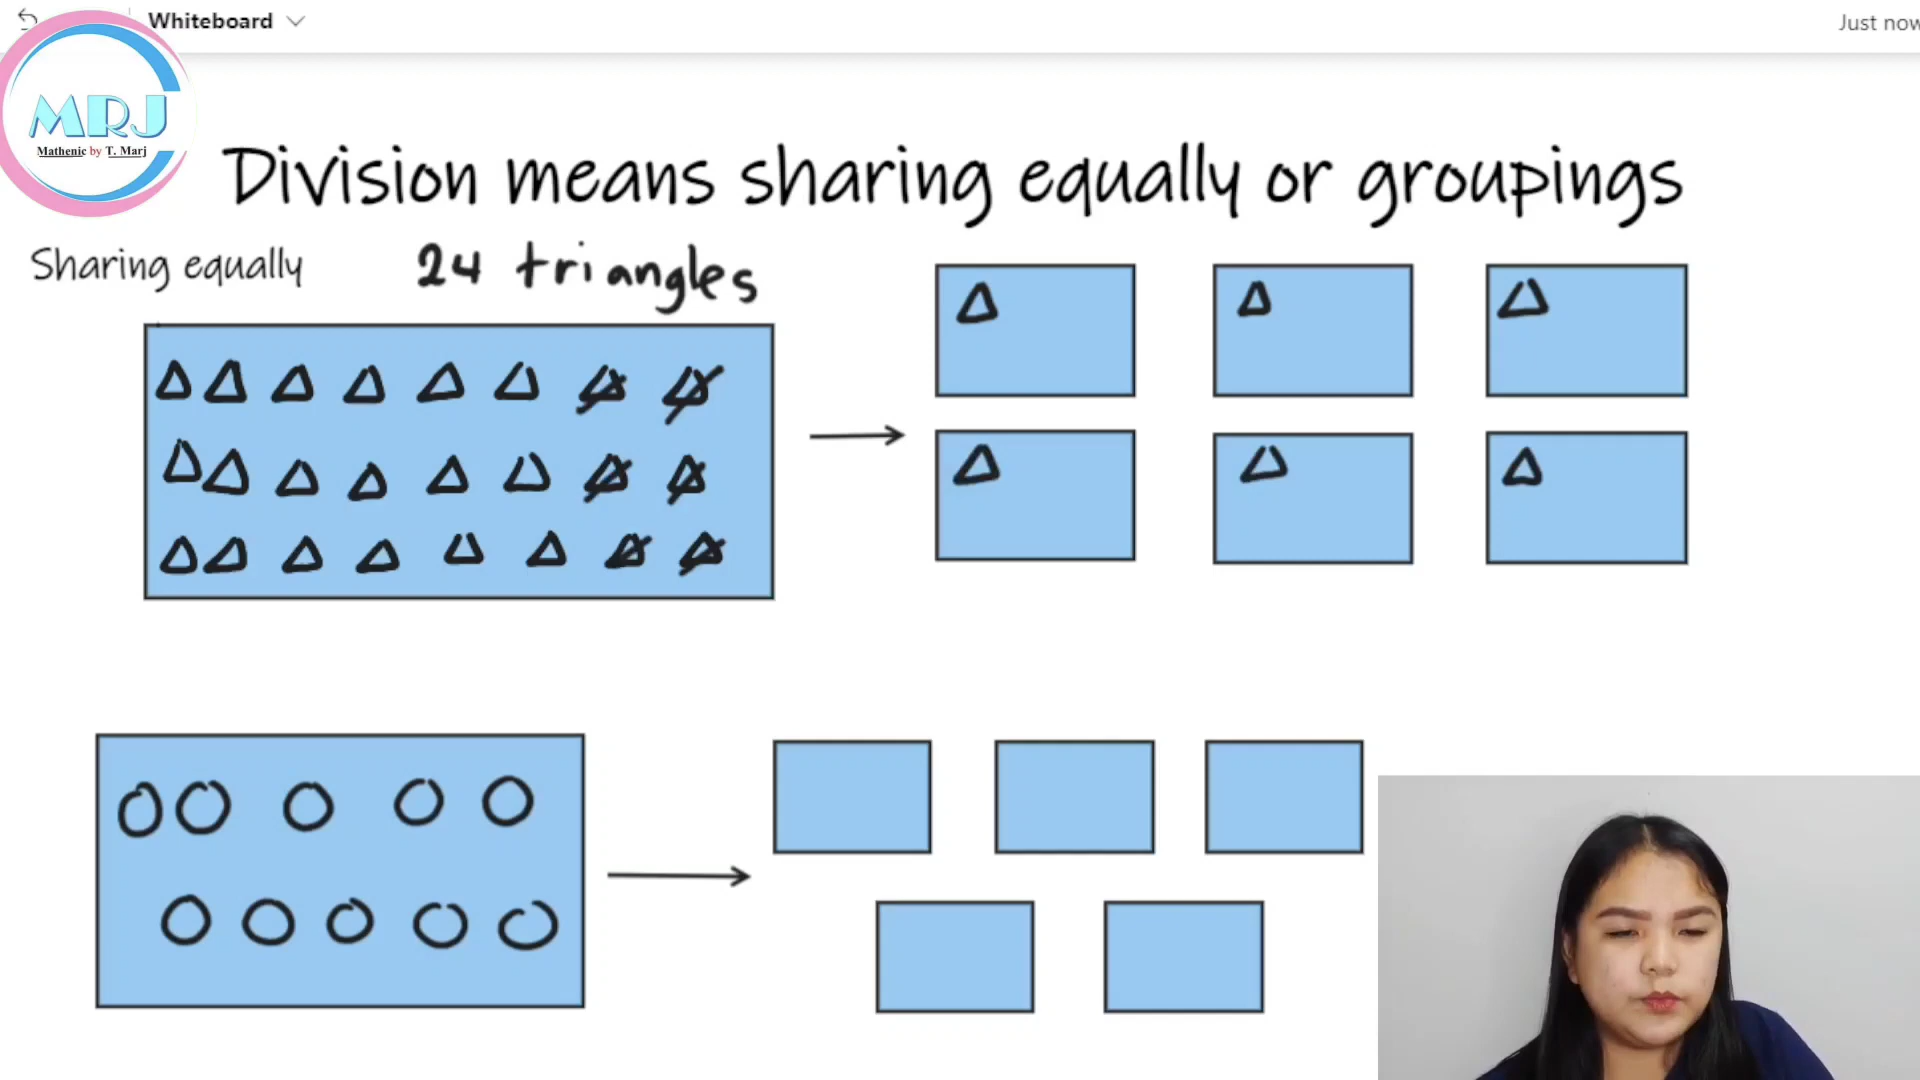 Whiteboard
Just now
MRJ
Mathenic by T. Marj
Division means sharing equally or groupings
Sharing equally
24 triangles